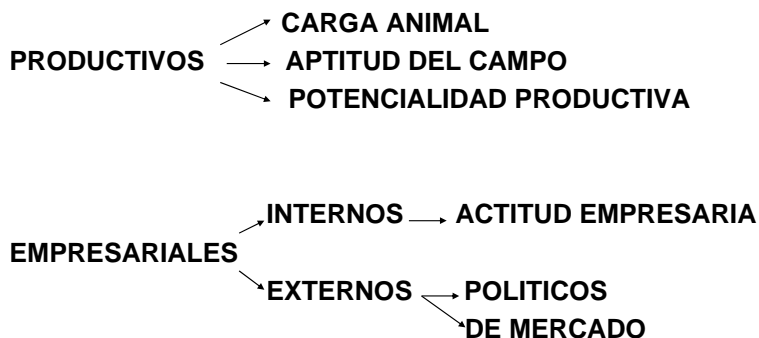 CARGA ANIMAL
PRODUCTIVOS APTITUD DEL CAMPO
POTENCIALIDAD PRODUCTIVA
INTERNOS ACTITUD EMPRESARIA
EMPRESARIALES
EXTERNOS POLITICOS
DE MERCADO